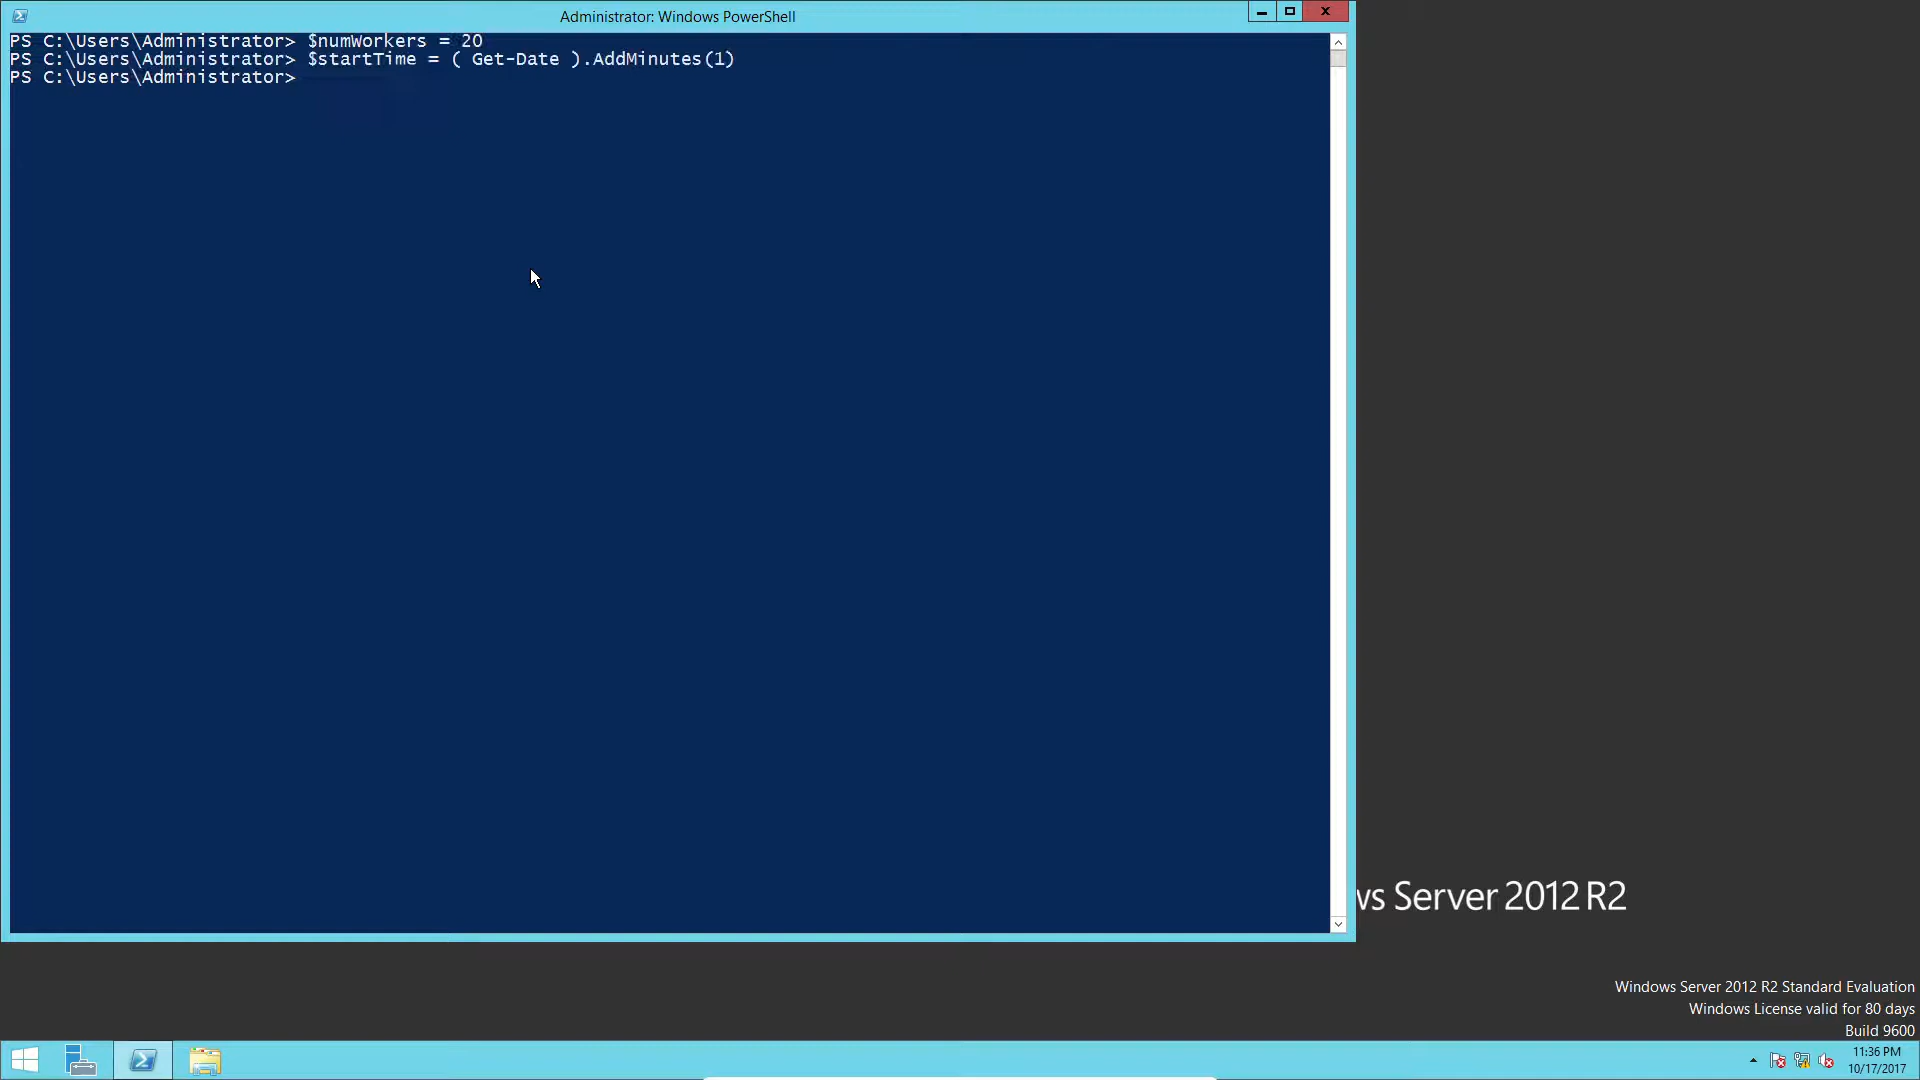 Administrator: Windows PowerShell
PS C:\Users\Administrator> $numWorkers = 20
PS C:\Users\Administrator> $startTime = ( Get-Date ).AddMinutes(1)
PS C:\Users\Administrator>
ws Server 2012 R2
Windows Server 2012 R2 Standard Evaluation
Windows License valid for 80 days
Build 9600
11:36 PM
10/17/2017